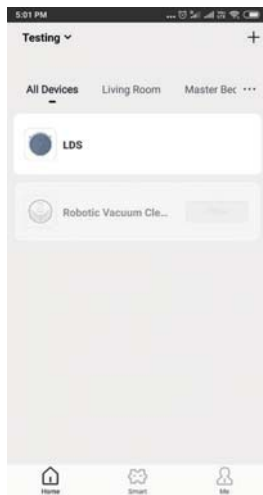 5:01 PM
Testing
All Devices Living Room Master Bec ...
LDS
Robotic Vacuum Cle...
Home Smart Me